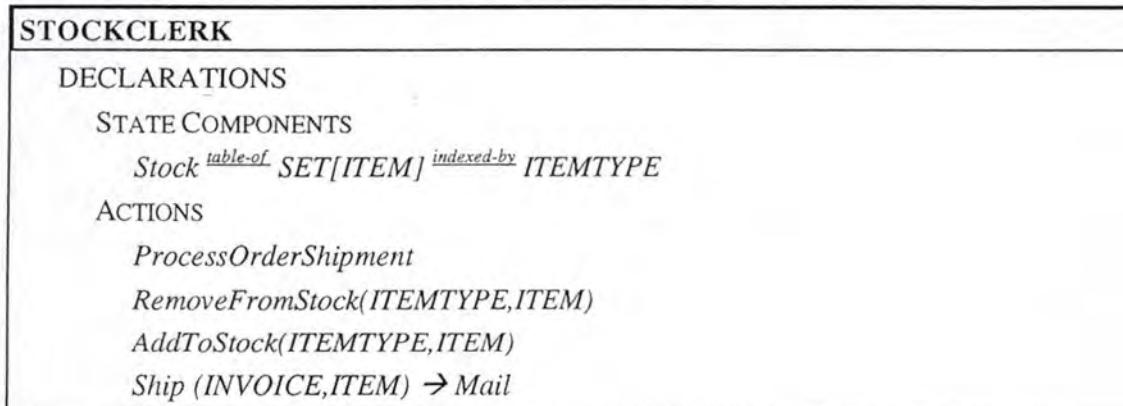 STOCKCLERK
DECLARATIONS
STATE COMPONENTS
Stock table-of SET[ITEM] indexed-by ITEMTYPE
ACTIONS
ProcessOrderShipment
RemoveFromStock(ITEMTYPE,ITEM)
AddToStock(ITEMTYPE,ITEM)
Ship (INVOICE,ITEM) → Mail